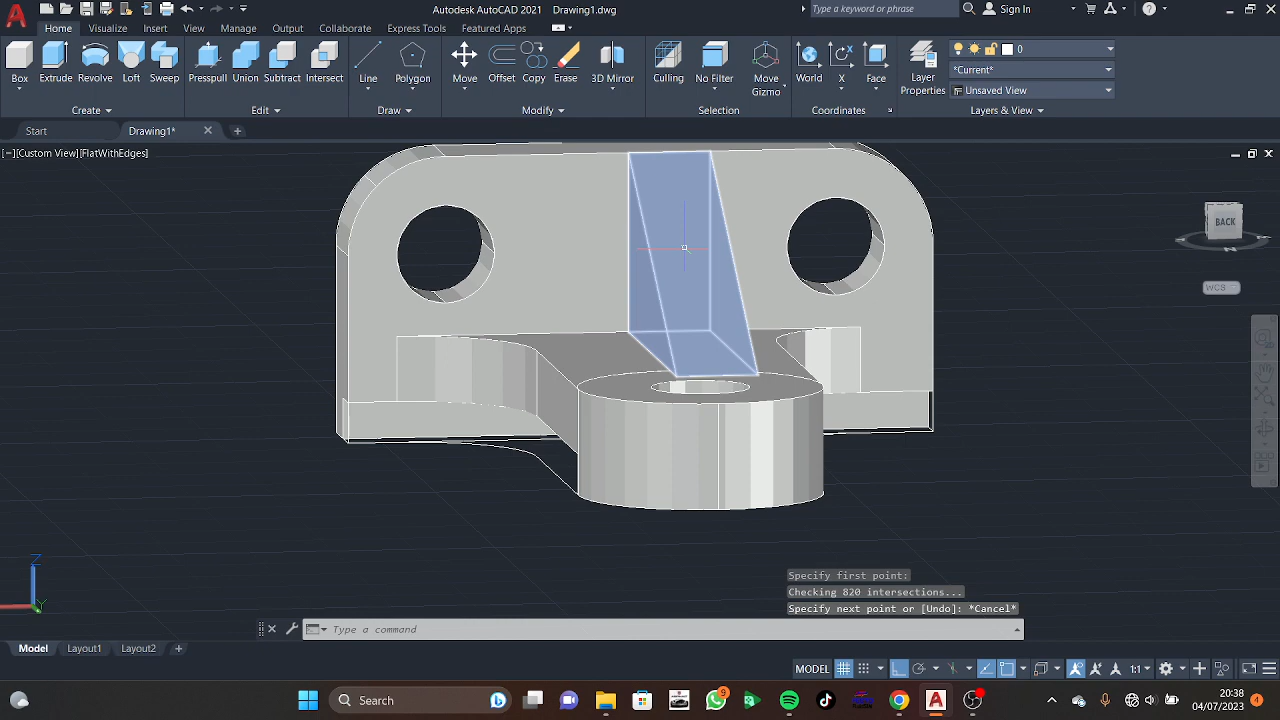 Autodesk AutoCAD 2021 Drawing1.dwg
Type a keyword or phrase
Sign In
Home Visualize Insert View Manage Output Collaborate Express Tools Featured Apps
Box Extrude Revolve Loft Sweep Presspull Union Subtract Intersect Line Polygon Move Offset Copy Erase 3D Mirror Culling No Filter Move Gizmo World X Face Layer Properties
0
*Current*
Unsaved View
Create Edit Draw Modify Selection Coordinates Layers & View
Start Drawing1*
[−][Custom View][FlatWithEdges]
BACK
WCS
Z
Y
Specify first point:
Checking 820 intersections...
Specify next point or [Undo]: *Cancel*
Type a command
Model Layout1 Layout2
MODEL 1:1
Search
9
20:38
04/07/2023
4